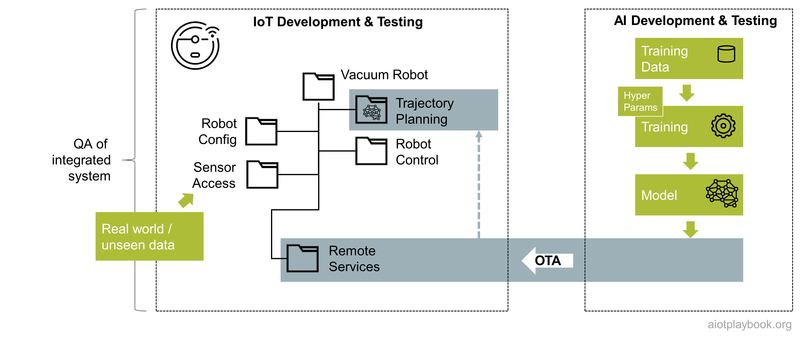 IoT Development & Testing
AI Development & Testing
Vacuum Robot
Trajectory
Planning
Robot
Config
Robot
Control
Sensor
Access
Remote
Services
QA of
integrated
system
Real world /
unseen data
OTA
Training
Data
Hyper
Params
Training
Model
aiotplaybook.org